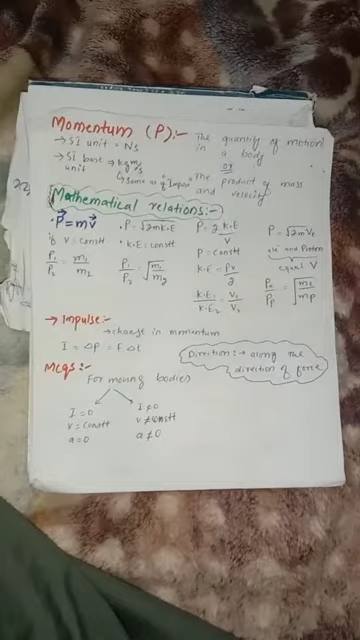 Momentum (P):-
→ SI unit = Ns
→ SI base unit → kgm/s
↳ Same as of "Impulse"
The quantity of motion in a body
or
The product of mass and velocity
Mathematical relations:-
• P⃗ = mv⃗
if v = constt
P₁/P₂ = m₁/m₂
• P = √2mK.E
• K.E = constt
P₁/P₂ = √m₁/m₂
P = 2K.E/V
P = constt
K.E = PV/2
K.E₁/K.E₂ = V₁/V₂
P = √2mVe
and Proton
equal V
Pe/Pp = √me/mp
→ Impulse:-
→ change in momentum
I = ΔP = FΔt
Direction:→ along the direction of force
Mcqs:-
For moving bodies
I = 0
V = constt
a = 0
I ≠ 0
V ≠ constt
a ≠ 0